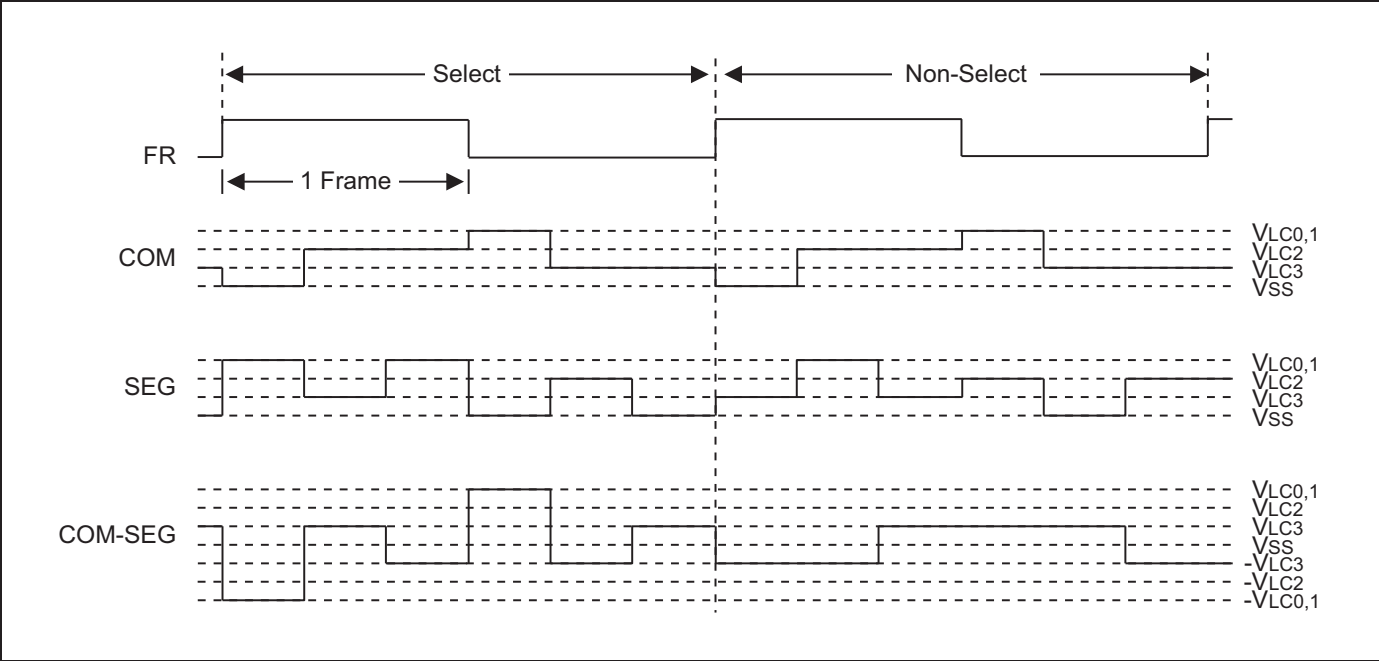 Select
Non-Select
FR
1 Frame
COM
VLC0,1
VLC2
VLC3
VSS
SEG
VLC0,1
VLC2
VLC3
VSS
COM-SEG
VLC0,1
VLC2
VLC3
VSS
-VLC3
-VLC2
-VLC0,1